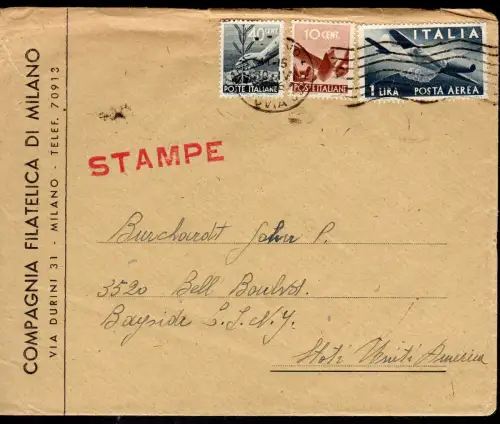 COMPAGNIA FILATELICA DI MILANO
VIA DURINI 31 - MILANO - TELEF. 70913
40 CENT.
POSTE ITALIANE
10 CENT.
POSTE ITALIANE
ITALIA
1 LIRA POSTA AEREA
STAMPE
Burchardt John P.
3520 Bell Boulvd.
Bayside L.I.N.Y.
Stati Uniti America